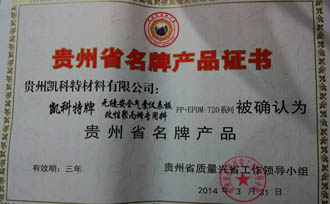 贵州省名牌产品证书
贵州凯科特材料有限公司：
凯科特牌 无缝安全气囊仪表板 PP+EPDM-T20系列 被确认为
改性聚丙烯专用料
贵州省名牌产品
有效期：三年
贵州省质量兴省工作领导小组
2014年3月31日